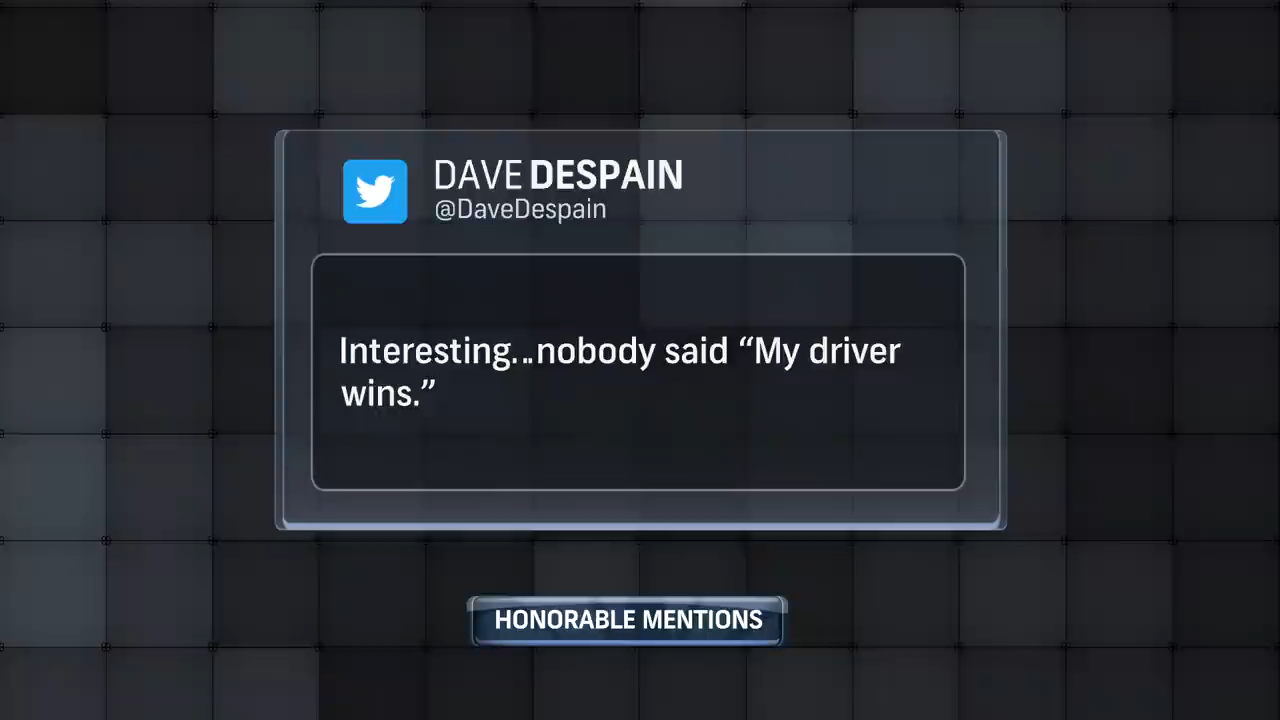 DAVE DESPAIN
@DaveDespain
Interesting...nobody said “My driver
wins.”
HONORABLE MENTIONS